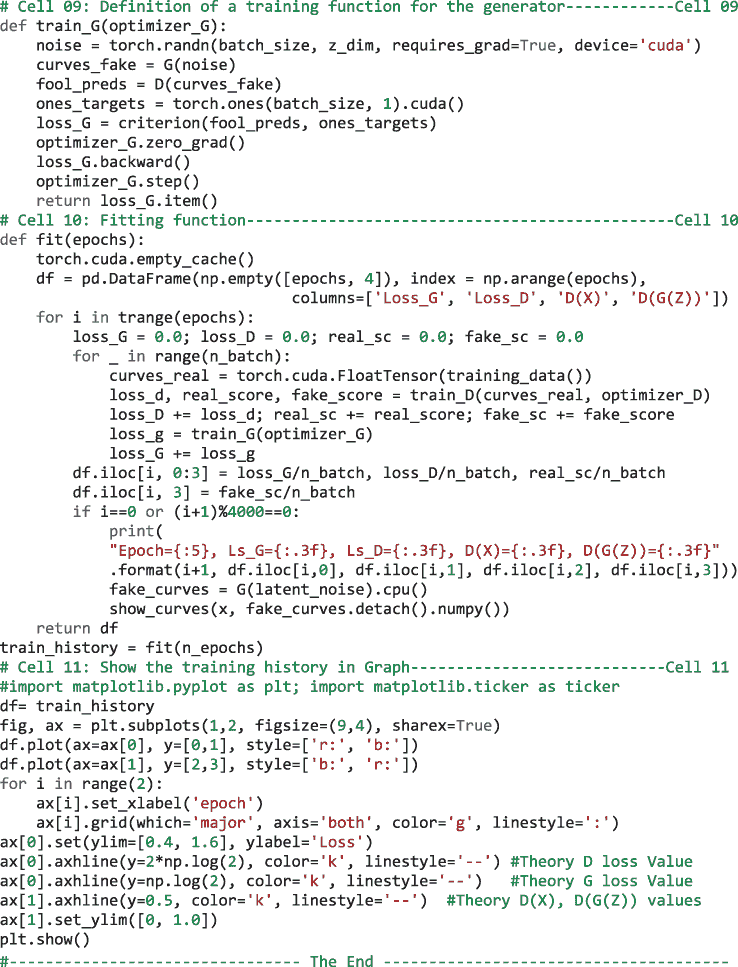 # Cell 09: Definition of a training function for the generator------------Cell 09
def train_G(optimizer_G):
    noise = torch.randn(batch_size, z_dim, requires_grad=True, device='cuda')
    curves_fake = G(noise)
    fool_preds = D(curves_fake)
    ones_targets = torch.ones(batch_size, 1).cuda()
    loss_G = criterion(fool_preds, ones_targets)
    optimizer_G.zero_grad()
    loss_G.backward()
    optimizer_G.step()
    return loss_G.item()
# Cell 10: Fitting function-----------------------------------------------Cell 10
def fit(epochs):
    torch.cuda.empty_cache()
    df = pd.DataFrame(np.empty([epochs, 4]), index = np.arange(epochs),
                                columns=['Loss_G', 'Loss_D', 'D(X)', 'D(G(Z))'])
    for i in trange(epochs):
        loss_G = 0.0; loss_D = 0.0; real_sc = 0.0; fake_sc = 0.0
        for _ in range(n_batch):
            curves_real = torch.cuda.FloatTensor(training_data())
            loss_d, real_score, fake_score = train_D(curves_real, optimizer_D)
            loss_D += loss_d; real_sc += real_score; fake_sc += fake_score
            loss_g = train_G(optimizer_G)
            loss_G += loss_g
        df.iloc[i, 0:3] = loss_G/n_batch, loss_D/n_batch, real_sc/n_batch
        df.iloc[i, 3] = fake_sc/n_batch
        if i==0 or (i+1)%4000==0:
            print(
            "Epoch={:5}, Ls_G={:.3f}, Ls_D={:.3f}, D(X)={:.3f}, D(G(Z))={:.3f}"
            .format(i+1, df.iloc[i,0], df.iloc[i,1], df.iloc[i,2], df.iloc[i,3]))
            fake_curves = G(latent_noise).cpu()
            show_curves(x, fake_curves.detach().numpy())
    return df
train_history = fit(n_epochs)
# Cell 11: Show the training history in Graph----------------------------Cell 11
#import matplotlib.pyplot as plt; import matplotlib.ticker as ticker
df= train_history
fig, ax = plt.subplots(1,2, figsize=(9,4), sharex=True)
df.plot(ax=ax[0], y=[0,1], style=['r:', 'b:'])
df.plot(ax=ax[1], y=[2,3], style=['b:', 'r:'])
for i in range(2):
    ax[i].set_xlabel('epoch')
    ax[i].grid(which='major', axis='both', color='g', linestyle=':')
ax[0].set(ylim=[0.4, 1.6], ylabel='Loss')
ax[0].axhline(y=2*np.log(2), color='k', linestyle='--') #Theory D loss Value
ax[0].axhline(y=np.log(2), color='k', linestyle='--')   #Theory G loss Value
ax[1].axhline(y=0.5, color='k', linestyle='--')  #Theory D(X), D(G(Z)) values
ax[1].set_ylim([0, 1.0])
plt.show()
#-------------------------------- The End --------------------------------------